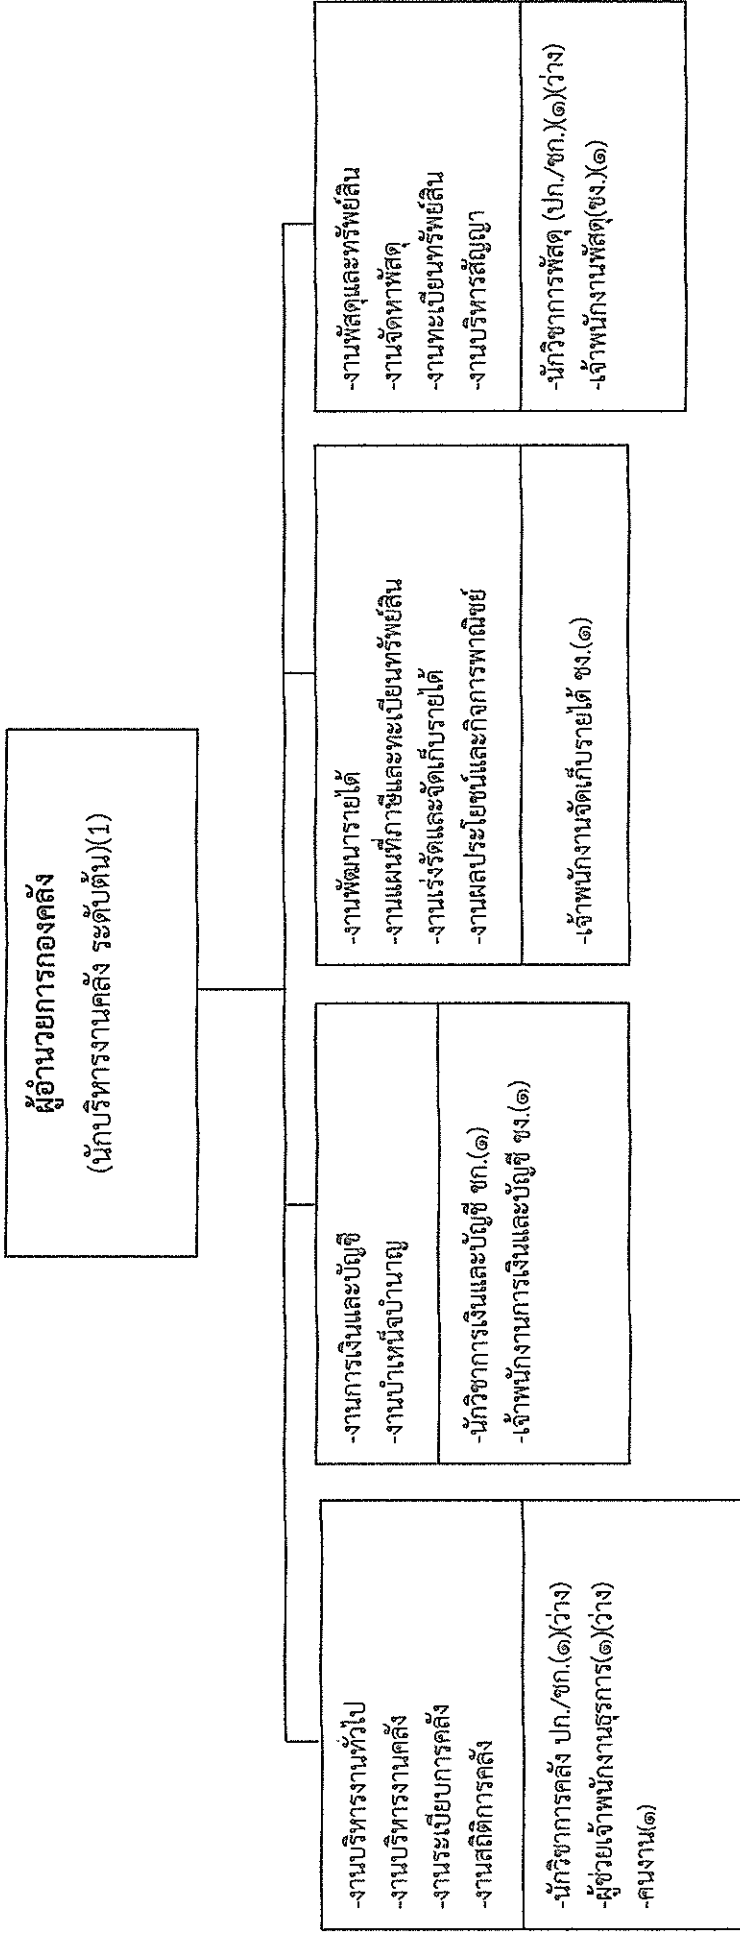 ผู้อำนวยการกองคลัง
(นักบริหารงานคลัง ระดับต้น)(1)
-งานบริหารงานทั่วไป
-งานบริหารงานคลัง
-งานระเบียบการคลัง
-งานสถิติการคลัง
-นักวิชาการคลัง ปก./ชก.(๑)(ว่าง)
-ผู้ช่วยเจ้าพนักงานธุรการ(๑)(ว่าง)
-คนงาน(๑)
-งานการเงินและบัญชี
-งานบำเหน็จบำนาญ
-นักวิชาการเงินและบัญชี ชก.(๑)
-เจ้าพนักงานการเงินและบัญชี ชง.(๑)
-งานพัฒนารายได้
-งานแผนที่ภาษีและทะเบียนทรัพย์สิน
-งานเร่งรัดและจัดเก็บรายได้
-งานผลประโยชน์และกิจการพาณิชย์
-เจ้าพนักงานจัดเก็บรายได้ ชง.(๑)
-งานพัสดุและทรัพย์สิน
-งานจัดหาพัสดุ
-งานทะเบียนทรัพย์สิน
-งานบริหารสัญญา
-นักวิชาการพัสดุ (ปก./ชก.)(๑)(ว่าง)
-เจ้าพนักงานพัสดุ(ชง.)(๑)